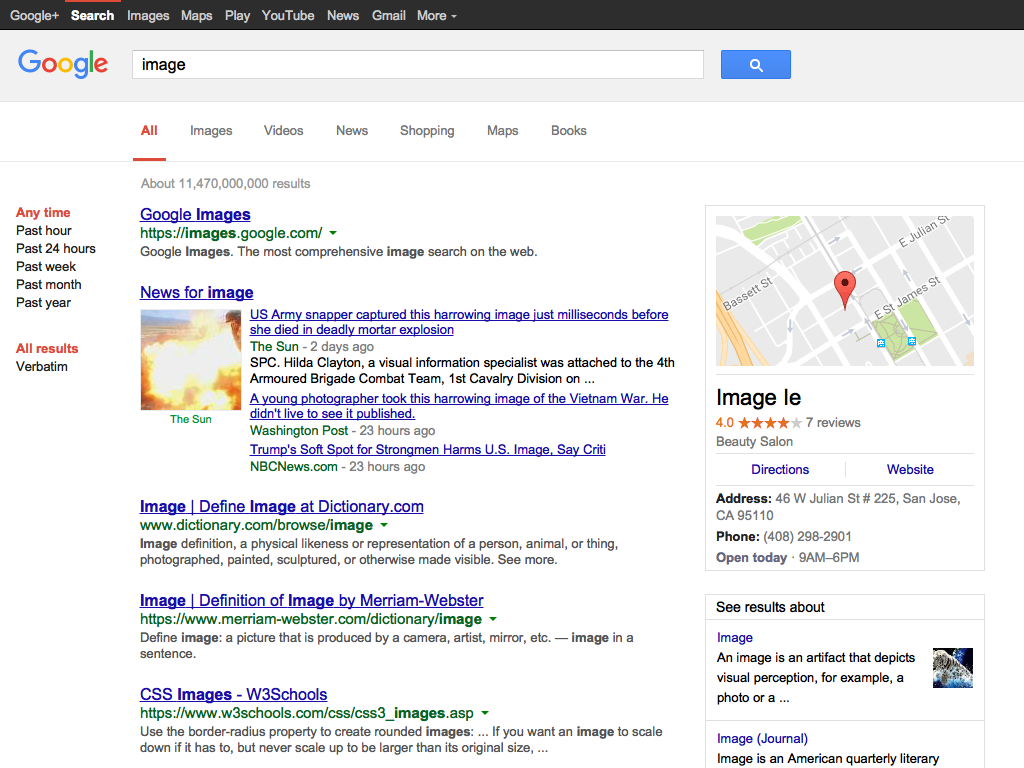 Google+ Search Images Maps Play YouTube News Gmail More
Google
image
All Images Videos News Shopping Maps Books
About 11,470,000,000 results
Any time
Past hour
Past 24 hours
Past week
Past month
Past year
All results
Verbatim
Google Images
https://images.google.com/
Google Images. The most comprehensive image search on the web.
News for image
US Army snapper captured this harrowing image just milliseconds before
she died in deadly mortar explosion
The Sun - 2 days ago
SPC. Hilda Clayton, a visual information specialist was attached to the 4th
Armoured Brigade Combat Team, 1st Cavalry Division on ...
The Sun
A young photographer took this harrowing image of the Vietnam War. He
didn't live to see it published.
Washington Post - 23 hours ago
Trump's Soft Spot for Strongmen Harms U.S. Image, Say Criti
NBCNews.com - 23 hours ago
Image | Define Image at Dictionary.com
www.dictionary.com/browse/image
Image definition, a physical likeness or representation of a person, animal, or thing,
photographed, painted, sculptured, or otherwise made visible. See more.
Image | Definition of Image by Merriam-Webster
https://www.merriam-webster.com/dictionary/image
Define image: a picture that is produced by a camera, artist, mirror, etc. — image in a
sentence.
CSS Images - W3Schools
https://www.w3schools.com/css/css3_images.asp
Use the border-radius property to create rounded images: ... If you want an image to scale
down if it has to, but never scale up to be larger than its original size, ...
E Julian St
Bassett St
E St James St
Image Ie
4.0 7 reviews
Beauty Salon
Directions Website
Address: 46 W Julian St # 225, San Jose,
CA 95110
Phone: (408) 298-2901
Open today · 9AM–6PM
See results about
Image
An image is an artifact that depicts
visual perception, for example, a
photo or a ...
Image (Journal)
Image is an American quarterly literary